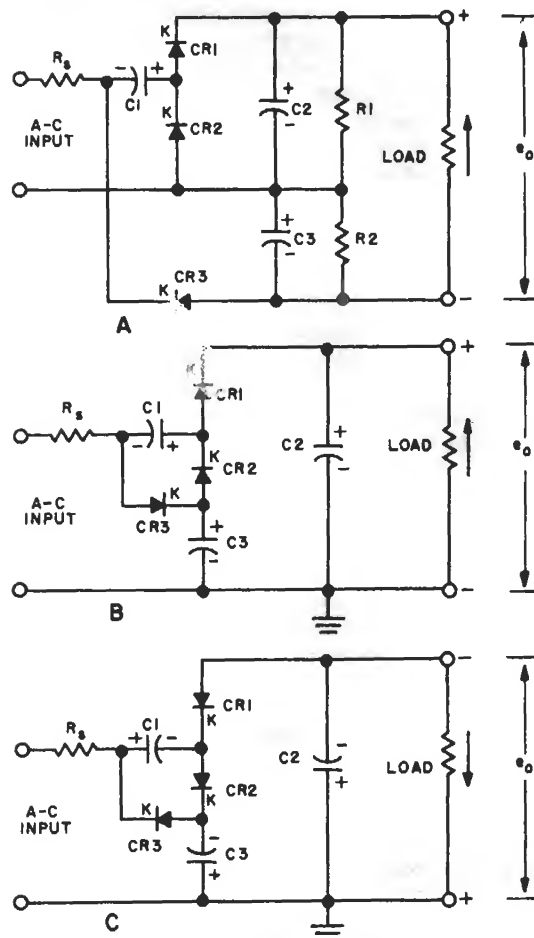 K
CR1
+
Rs
- +
C1
K
CR2
+
C2
-
R1
A-C
INPUT
LOAD
eo
+
C3
-
R2
K
CR3
-
A
K
CR1
+
Rs
C1
- +
K
CR2
C2
+
-
LOAD
eo
A-C
INPUT
K
CR3
+
C3
-
-
B
CR1
K
-
Rs
+ C1 -
CR2
K
C2
-
+
LOAD
eo
A-C
INPUT
K
CR3
-
C3
+
+
C